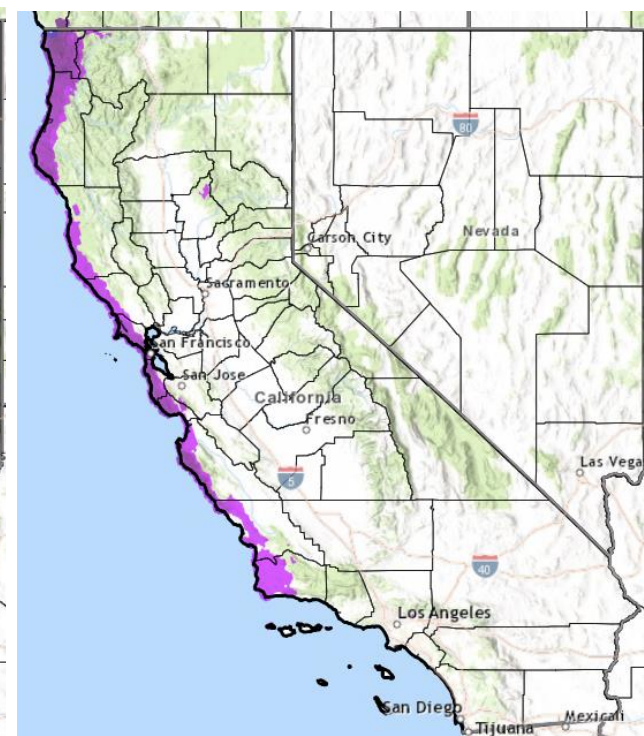 80
Nevada
Carson City
Sacramento
San Francisco
San Jose
California
Fresno
Las Vega
5
40
Los Angeles
San Diego
Mexicali
Tijuana